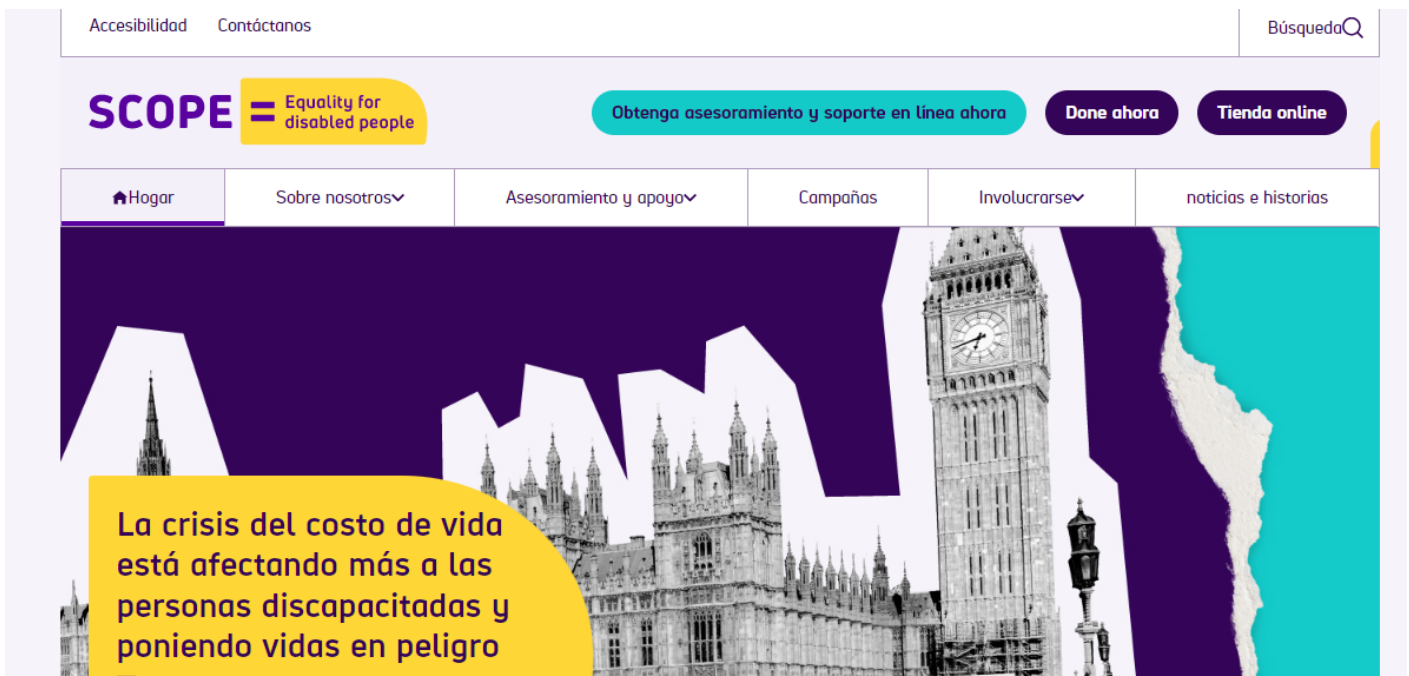 Accesibilidad Contáctanos Búsqueda
SCOPE = Equality for
disabled people
Obtenga asesoramiento y soporte en línea ahora Done ahora Tienda online
Hogar Sobre nosotros Asesoramiento y apoyo Campañas Involucrarse noticias e historias
La crisis del costo de vida
está afectando más a las
personas discapacitadas y
poniendo vidas en peligro